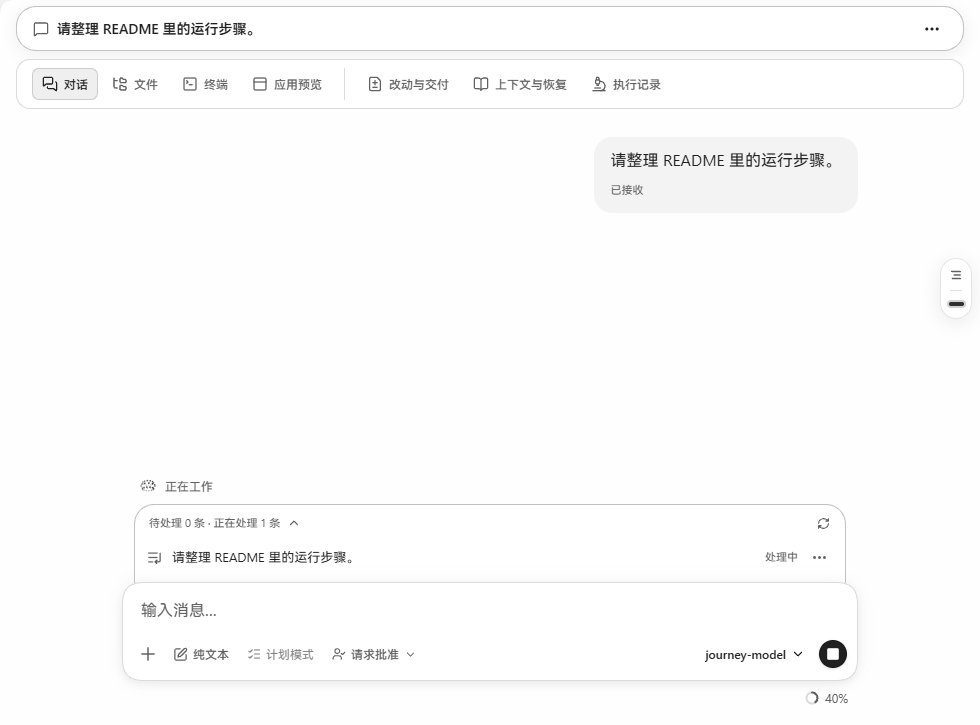 请整理 README 里的运行步骤。
对话 文件 终端 应用预览 改动与交付 上下文与恢复 执行记录
请整理 README 里的运行步骤。
已接收
正在工作
待处理 0 条 · 正在处理 1 条
请整理 README 里的运行步骤。 处理中
输入消息...
纯文本 计划模式 请求批准 journey-model
40%